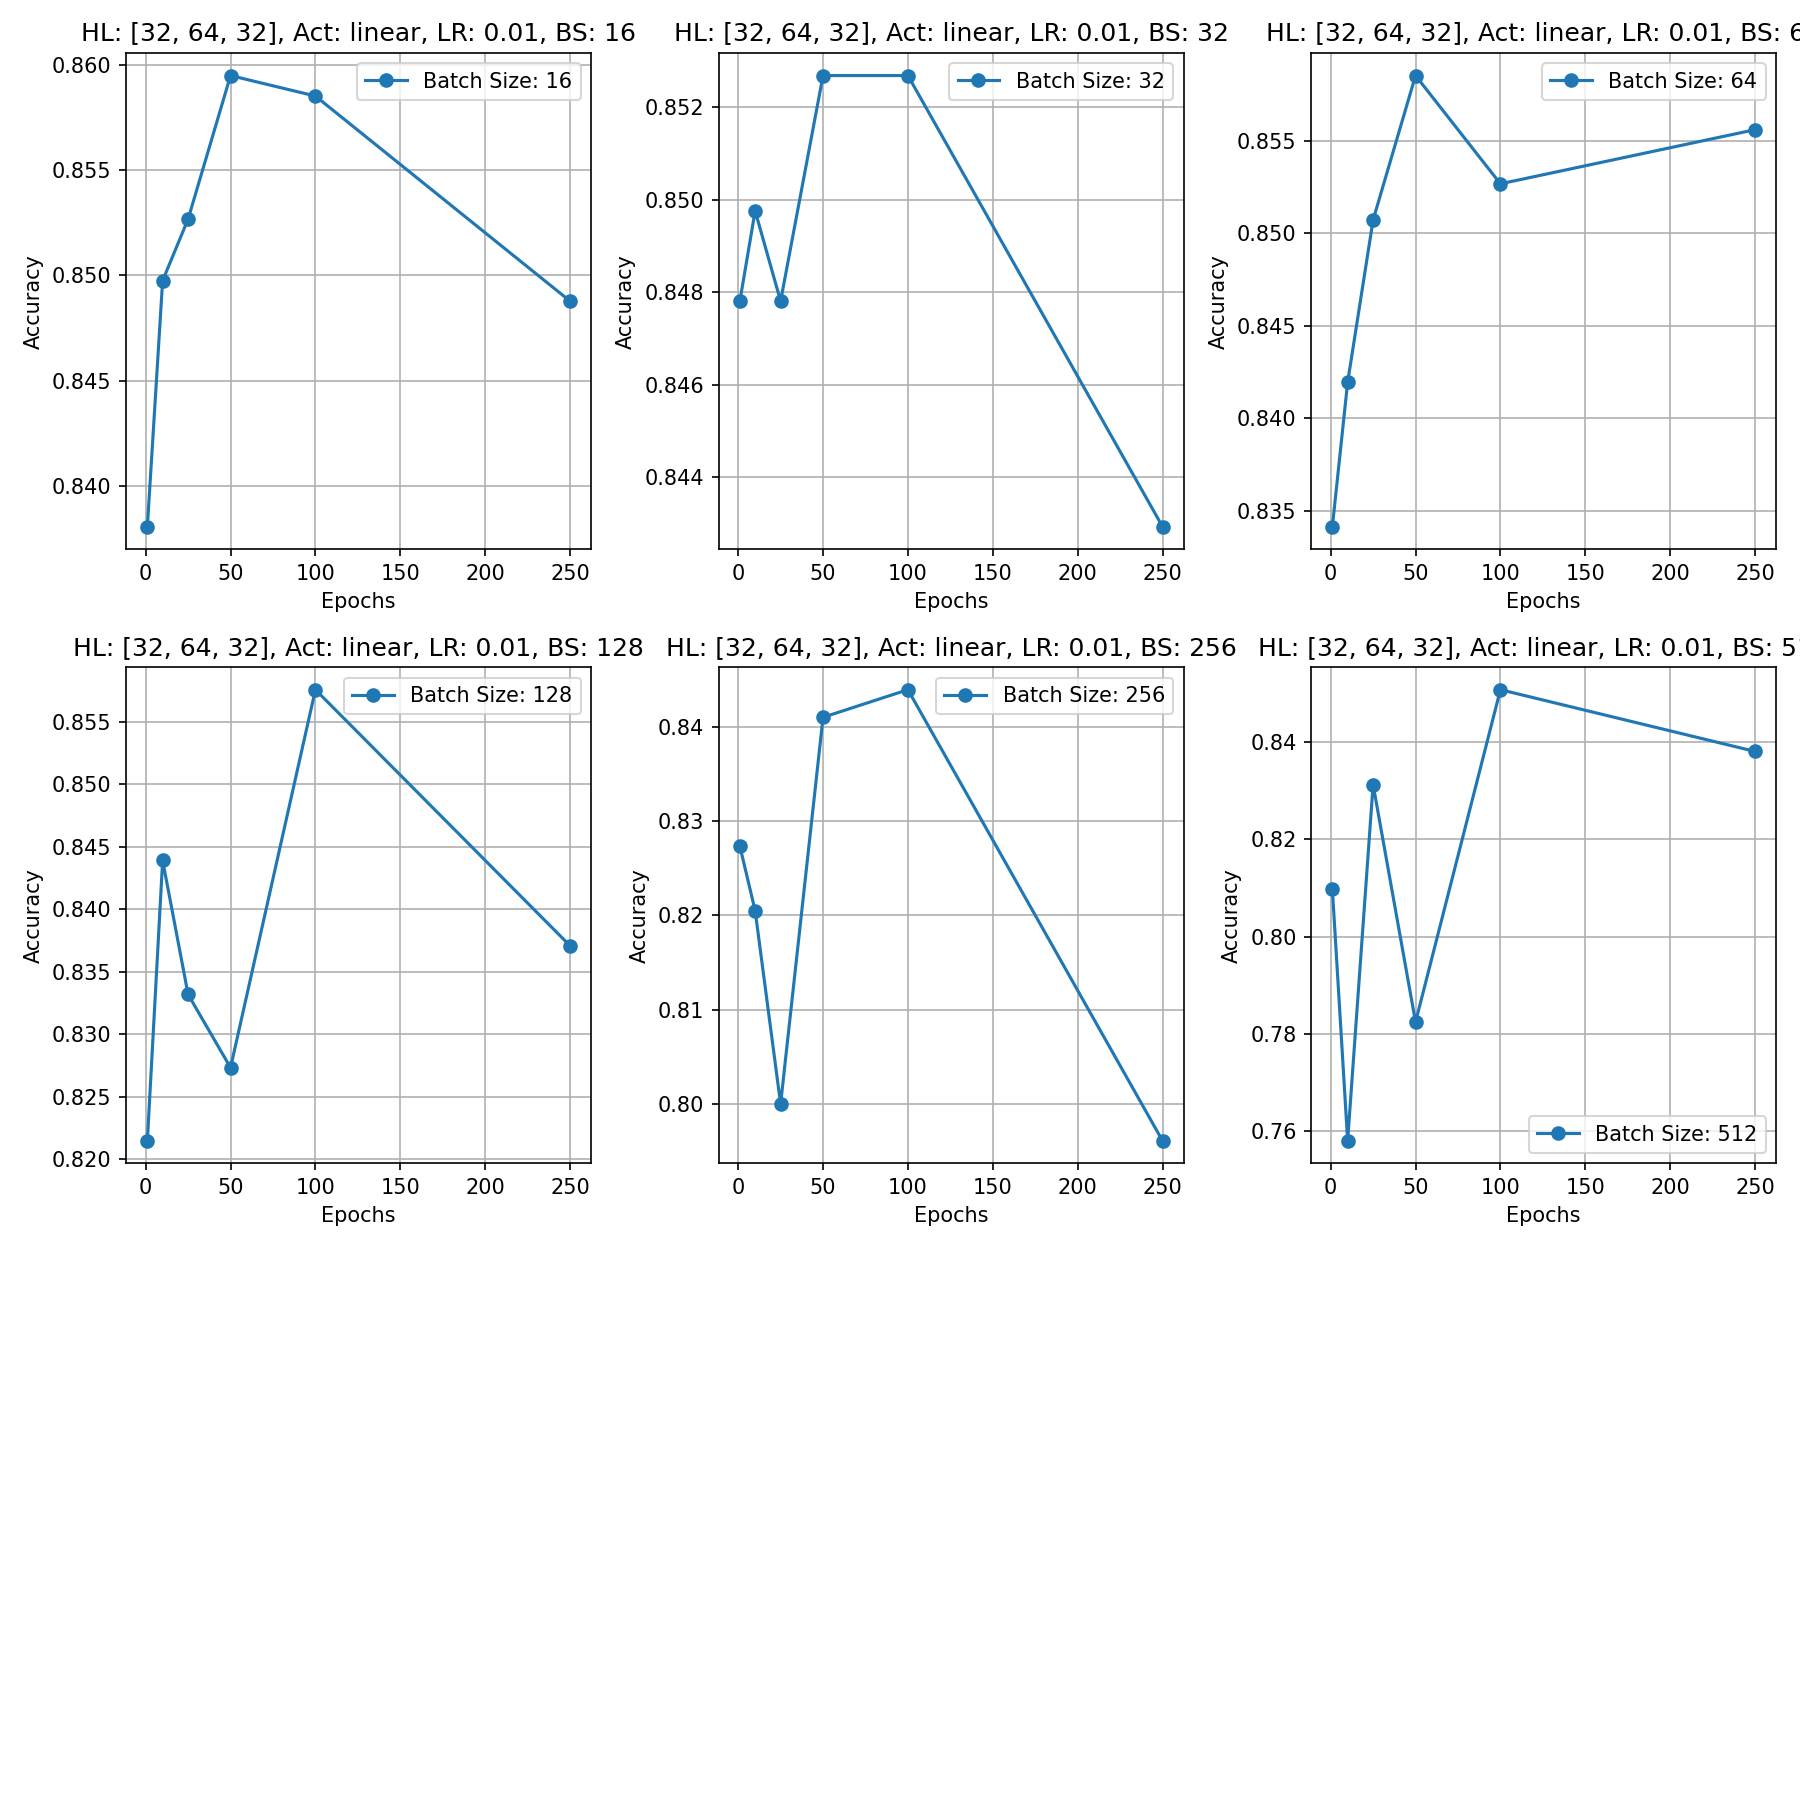 HL: [32, 64, 32], Act: linear, LR: 0.01, BS: 16
Batch Size: 16
Accuracy
0.860
0.855
0.850
0.845
0.840
0 50 100 150 200 250
Epochs
HL: [32, 64, 32], Act: linear, LR: 0.01, BS: 32
Batch Size: 32
Accuracy
0.852
0.850
0.848
0.846
0.844
0 50 100 150 200 250
Epochs
HL: [32, 64, 32], Act: linear, LR: 0.01, BS: 6
Batch Size: 64
Accuracy
0.855
0.850
0.845
0.840
0.835
0 50 100 150 200 250
Epochs
HL: [32, 64, 32], Act: linear, LR: 0.01, BS: 128
Batch Size: 128
Accuracy
0.855
0.850
0.845
0.840
0.835
0.830
0.825
0.820
0 50 100 150 200 250
Epochs
HL: [32, 64, 32], Act: linear, LR: 0.01, BS: 256
Batch Size: 256
Accuracy
0.84
0.83
0.82
0.81
0.80
0 50 100 150 200 250
Epochs
HL: [32, 64, 32], Act: linear, LR: 0.01, BS: 5
Batch Size: 512
Accuracy
0.84
0.82
0.80
0.78
0.76
0 50 100 150 200 250
Epochs